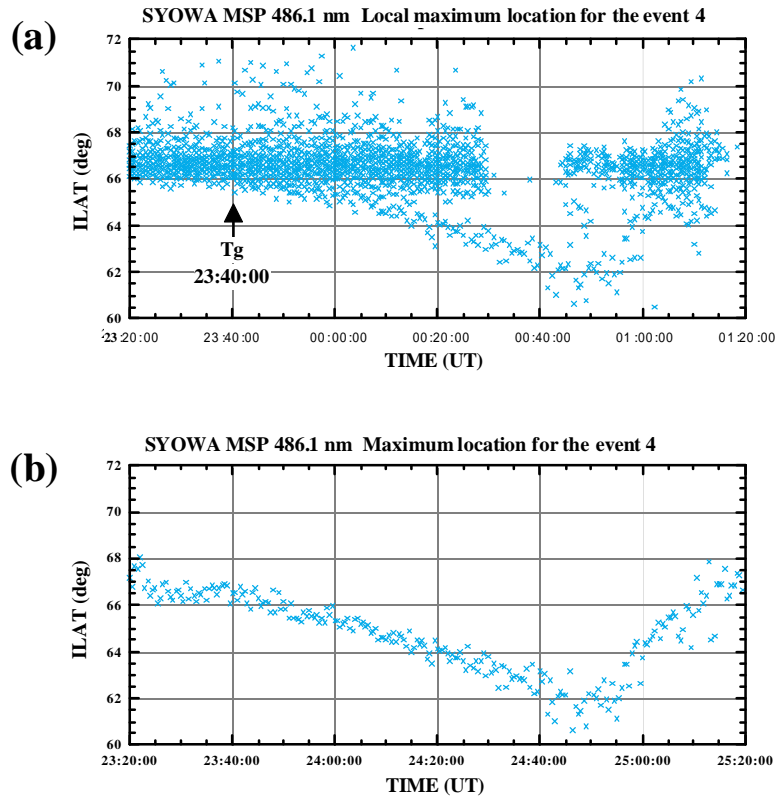 SYOWA MSP 486.1 nm Local maximum location for the event 4
(a)
72
70
68
66
64
62
60
ILAT (deg)
Tg
23:40:00
23:20:00 23:40:00 00:00:00 00:20:00 00:40:00 01:00:00 01:20:00
TIME (UT)
SYOWA MSP 486.1 nm Maximum location for the event 4
(b)
72
70
68
66
64
62
60
ILAT (deg)
23:20:00 23:40:00 24:00:00 24:20:00 24:40:00 25:00:00 25:20:00
TIME (UT)